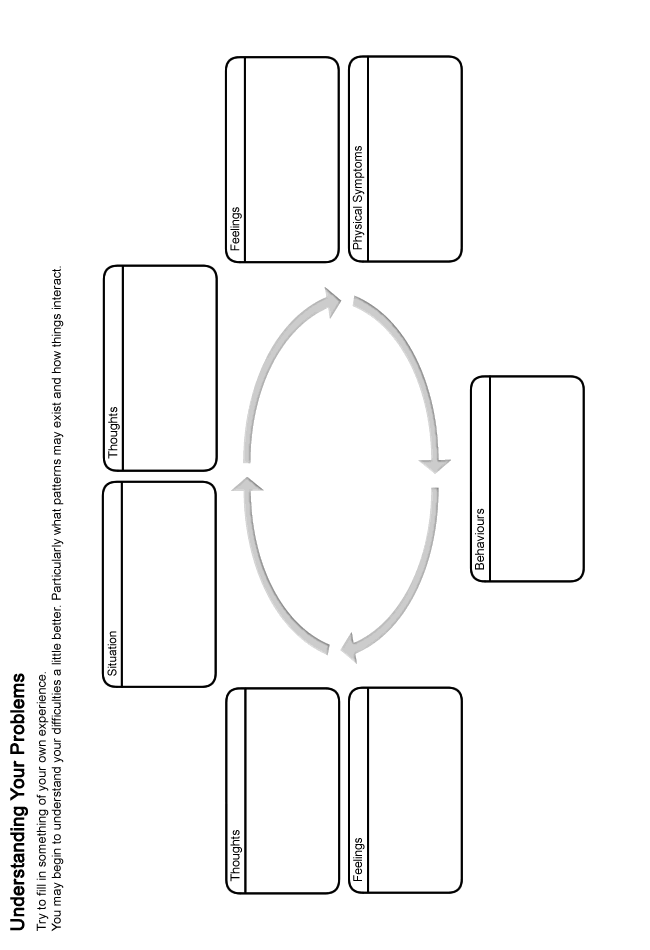 Understanding Your Problems
Try to fill in something of your own experience.
You may begin to understand your difficulties a little better. Particularly what patterns may exist and how things interact.
Situation
Thoughts
Feelings
Physical Symptoms
Behaviours
Thoughts
Feelings